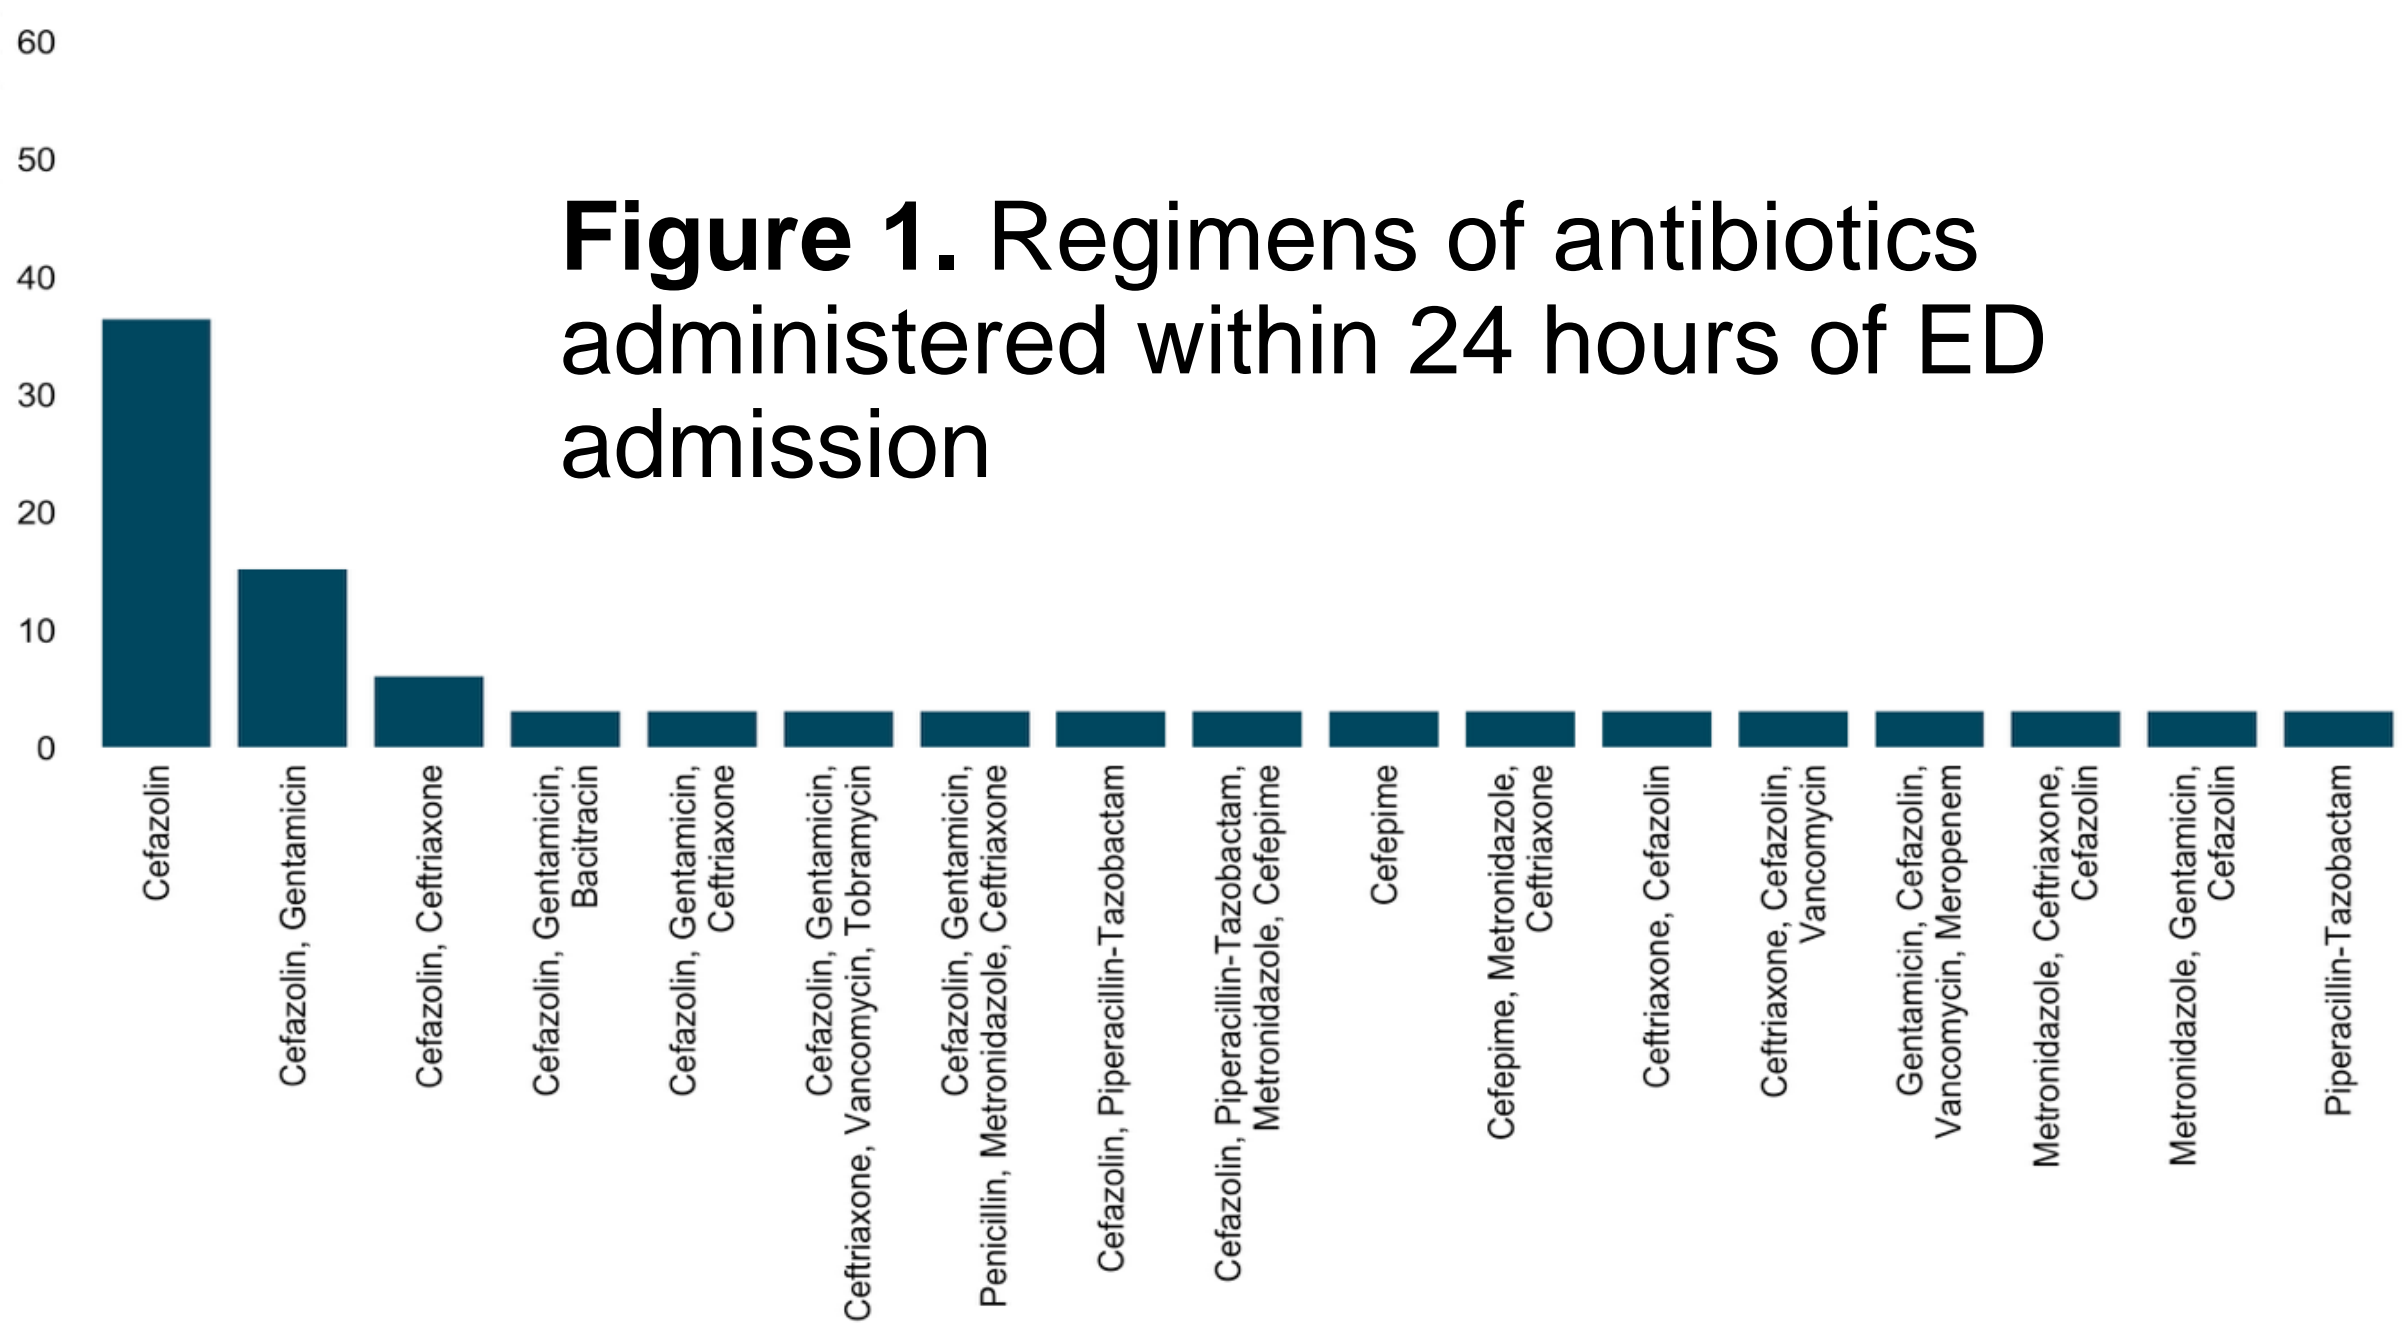 60
50
40
30
20
10
0
Figure 1. Regimens of antibiotics
administered within 24 hours of ED
admission
Cefazolin
Cefazolin, Gentamicin
Cefazolin, Ceftriaxone
Cefazolin, Gentamicin,
Bacitracin
Cefazolin, Gentamicin,
Ceftriaxone
Cefazolin, Gentamicin,
Ceftriaxone, Vancomycin, Tobramycin
Cefazolin, Gentamicin,
Penicillin, Metronidazole, Ceftriaxone
Cefazolin, Piperacillin-Tazobactam
Cefazolin, Piperacillin-Tazobactam,
Metronidazole, Cefepime
Cefepime
Cefepime, Metronidazole,
Ceftriaxone
Ceftriaxone, Cefazolin
Ceftriaxone, Cefazolin,
Vancomycin
Gentamicin, Cefazolin,
Vancomycin, Meropenem
Metronidazole, Ceftriaxone,
Cefazolin
Metronidazole, Gentamicin,
Cefazolin
Piperacillin-Tazobactam